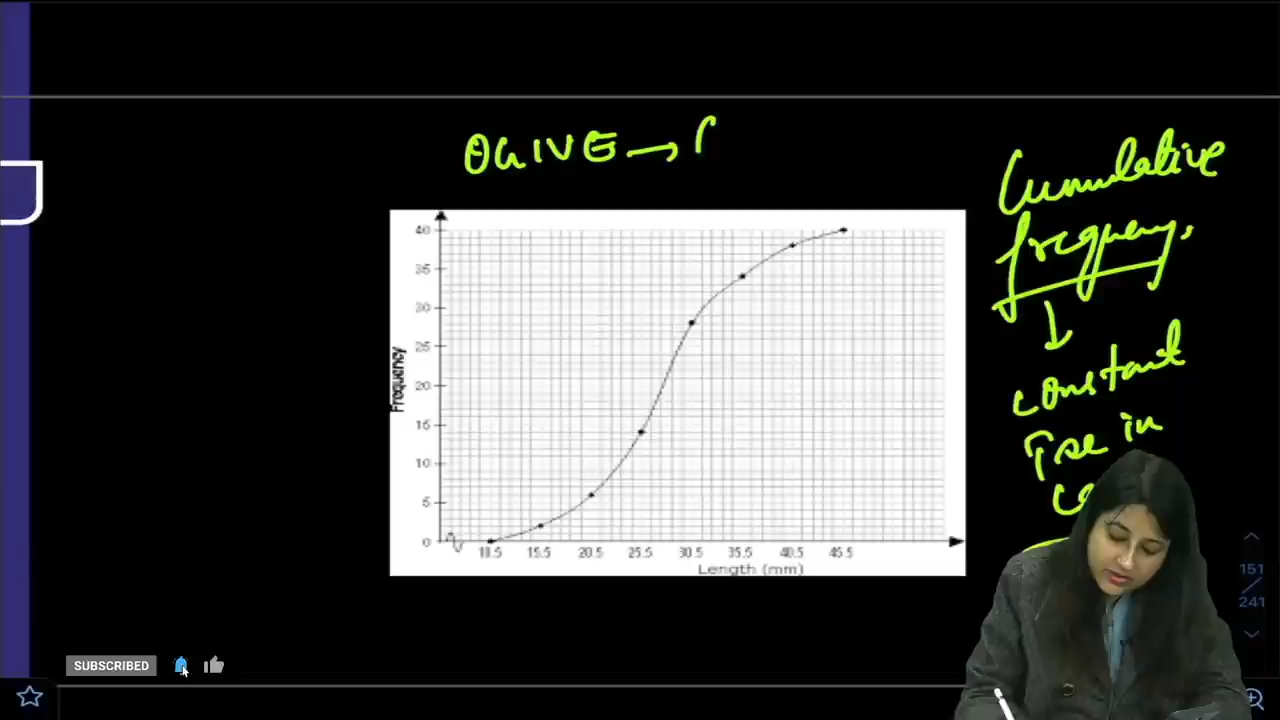 OGIVE →
Cumulative
frequency,
↓
constant
rise in
40
35
30
25
20
15
10
5
0
Frequency
10.5 15.5 20.5 25.5 30.5 35.5 40.5 45.5
Length (mm)
151
241
SUBSCRIBED